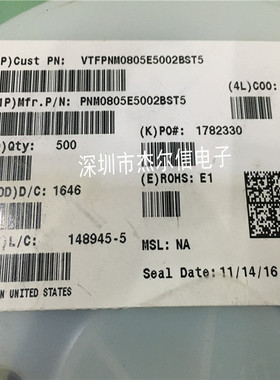 P)Cust PN: VTFPNM0805E5002BST5
(4L)COO:
1P)Mfr.P/N: PNM0805E5002BST5
)Qty: 500
(K)PO#: 1782330
深圳市杰尔信电子
(E)ROHS: E1
OD)D/C: 1646
)L/C: 148945-5
MSL: NA
Seal Date: 11/14/16
N UNITED STATES